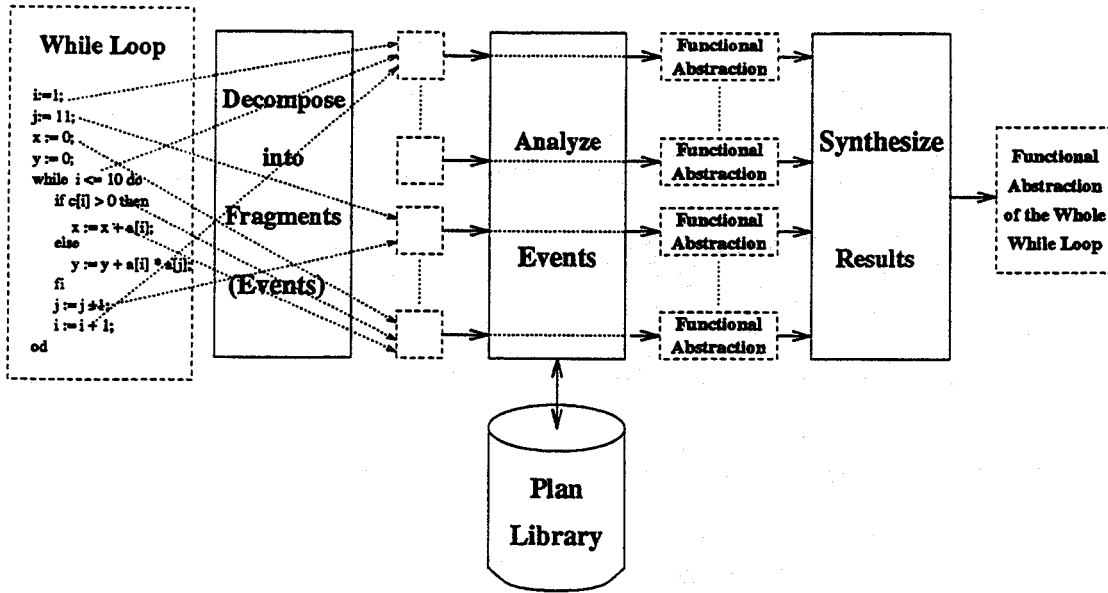 While Loop
i:=1;
j:= 11;
x := 0;
y := 0;
while i <= 10 do
if c[i] > 0 then
x := x + a[i];
else
y := y + a[i] * a[j];
fi
j := j +1;
i := i + 1;
od
Decompose
into
Fragments
(Events)
Analyze
Events
Functional
Abstraction
Functional
Abstraction
Functional
Abstraction
Functional
Abstraction
Synthesize
Results
Functional
Abstraction
of the Whole
While Loop
Plan
Library